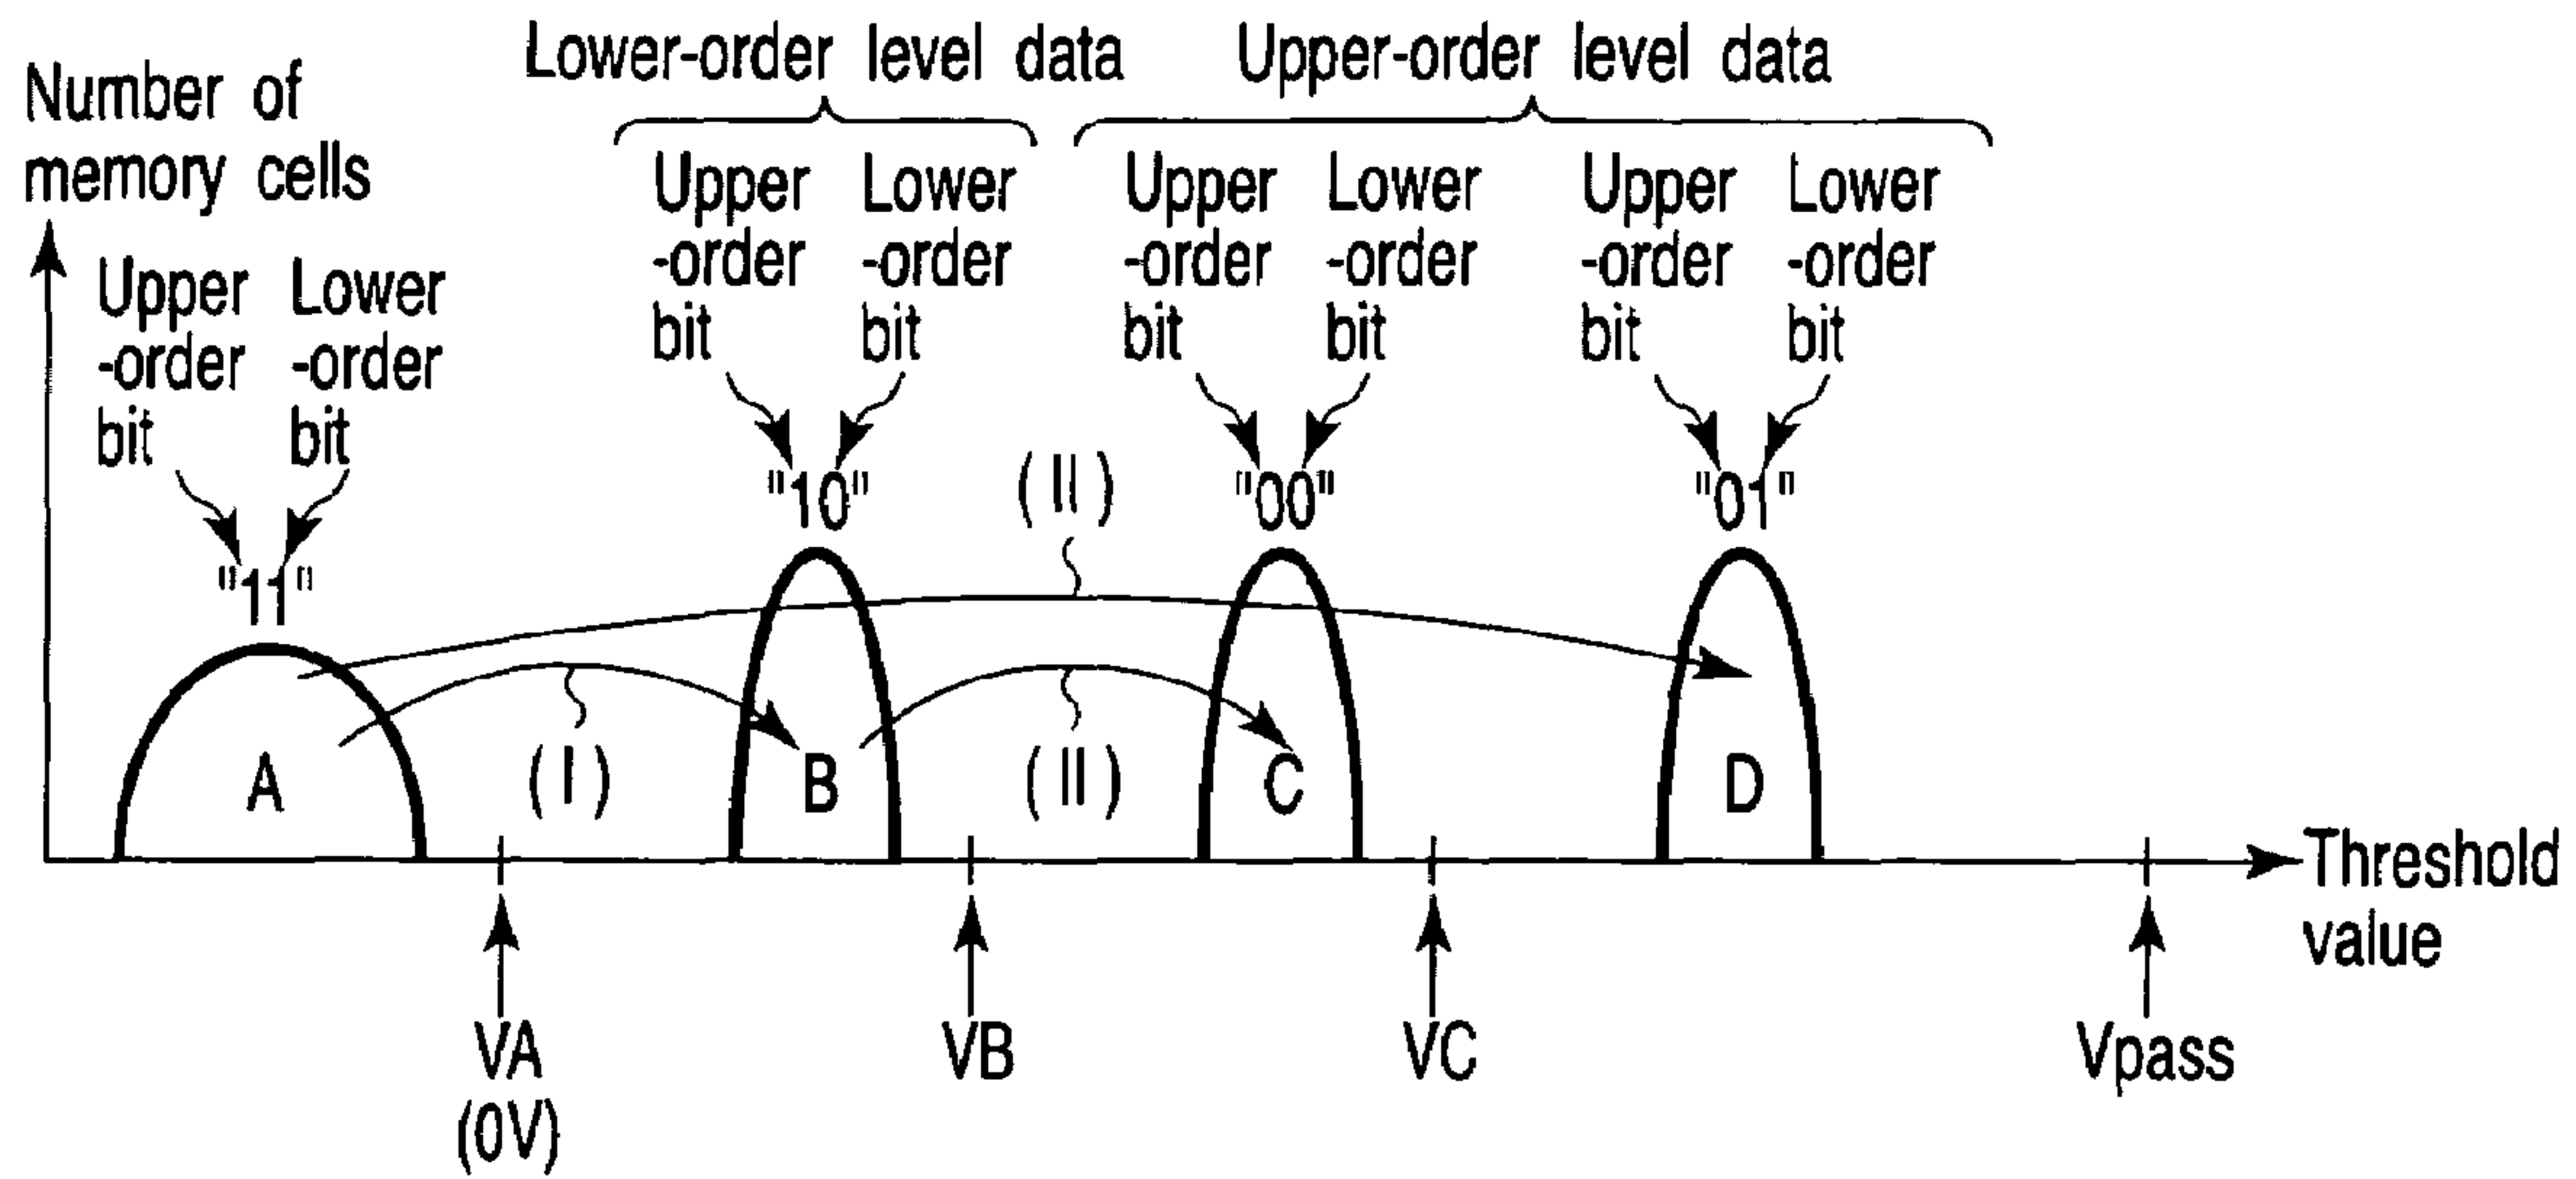 Lower-order level data
Upper-order level data
Number of
memory cells
Upper
-order
bit
Lower
-order
bit
"11"
Upper
-order
bit
Lower
-order
bit
"10"
Upper
-order
bit
Lower
-order
bit
"00"
Upper
-order
bit
Lower
-order
bit
"01"
(II)
A
(I)
B
(II)
C
D
Threshold
value
VA
(0V)
VB
VC
Vpass